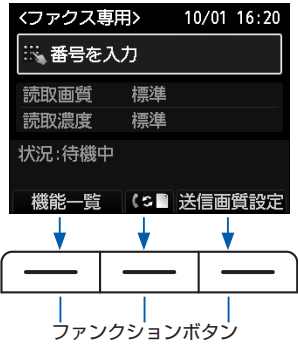 <ファクス専用> 10/01 16:20
番号を入力
読取画質 標準
読取濃度 標準
状況:待機中
機能一覧 送信画質設定
ファンクションボタン